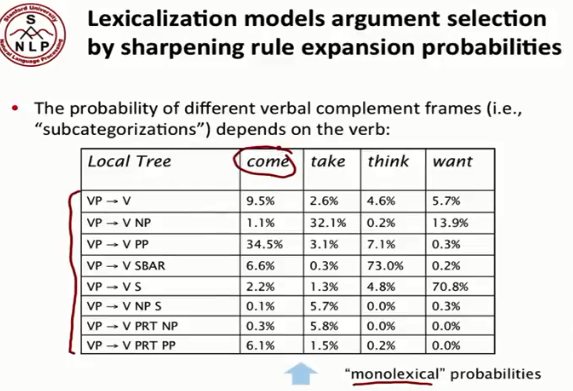 Stanford University
S
N L P
Natural Language Processing
Lexicalization models argument selection
by sharpening rule expansion probabilities
• The probability of different verbal complement frames (i.e.,
“subcategorizations”) depends on the verb:
Local Tree come take think want
VP → V 9.5% 2.6% 4.6% 5.7%
VP → V NP 1.1% 32.1% 0.2% 13.9%
VP → V PP 34.5% 3.1% 7.1% 0.3%
VP → V SBAR 6.6% 0.3% 73.0% 0.2%
VP → V S 2.2% 1.3% 4.8% 70.8%
VP → V NP S 0.1% 5.7% 0.0% 0.3%
VP → V PRT NP 0.3% 5.8% 0.0% 0.0%
VP → V PRT PP 6.1% 1.5% 0.2% 0.0%
“monolexical” probabilities